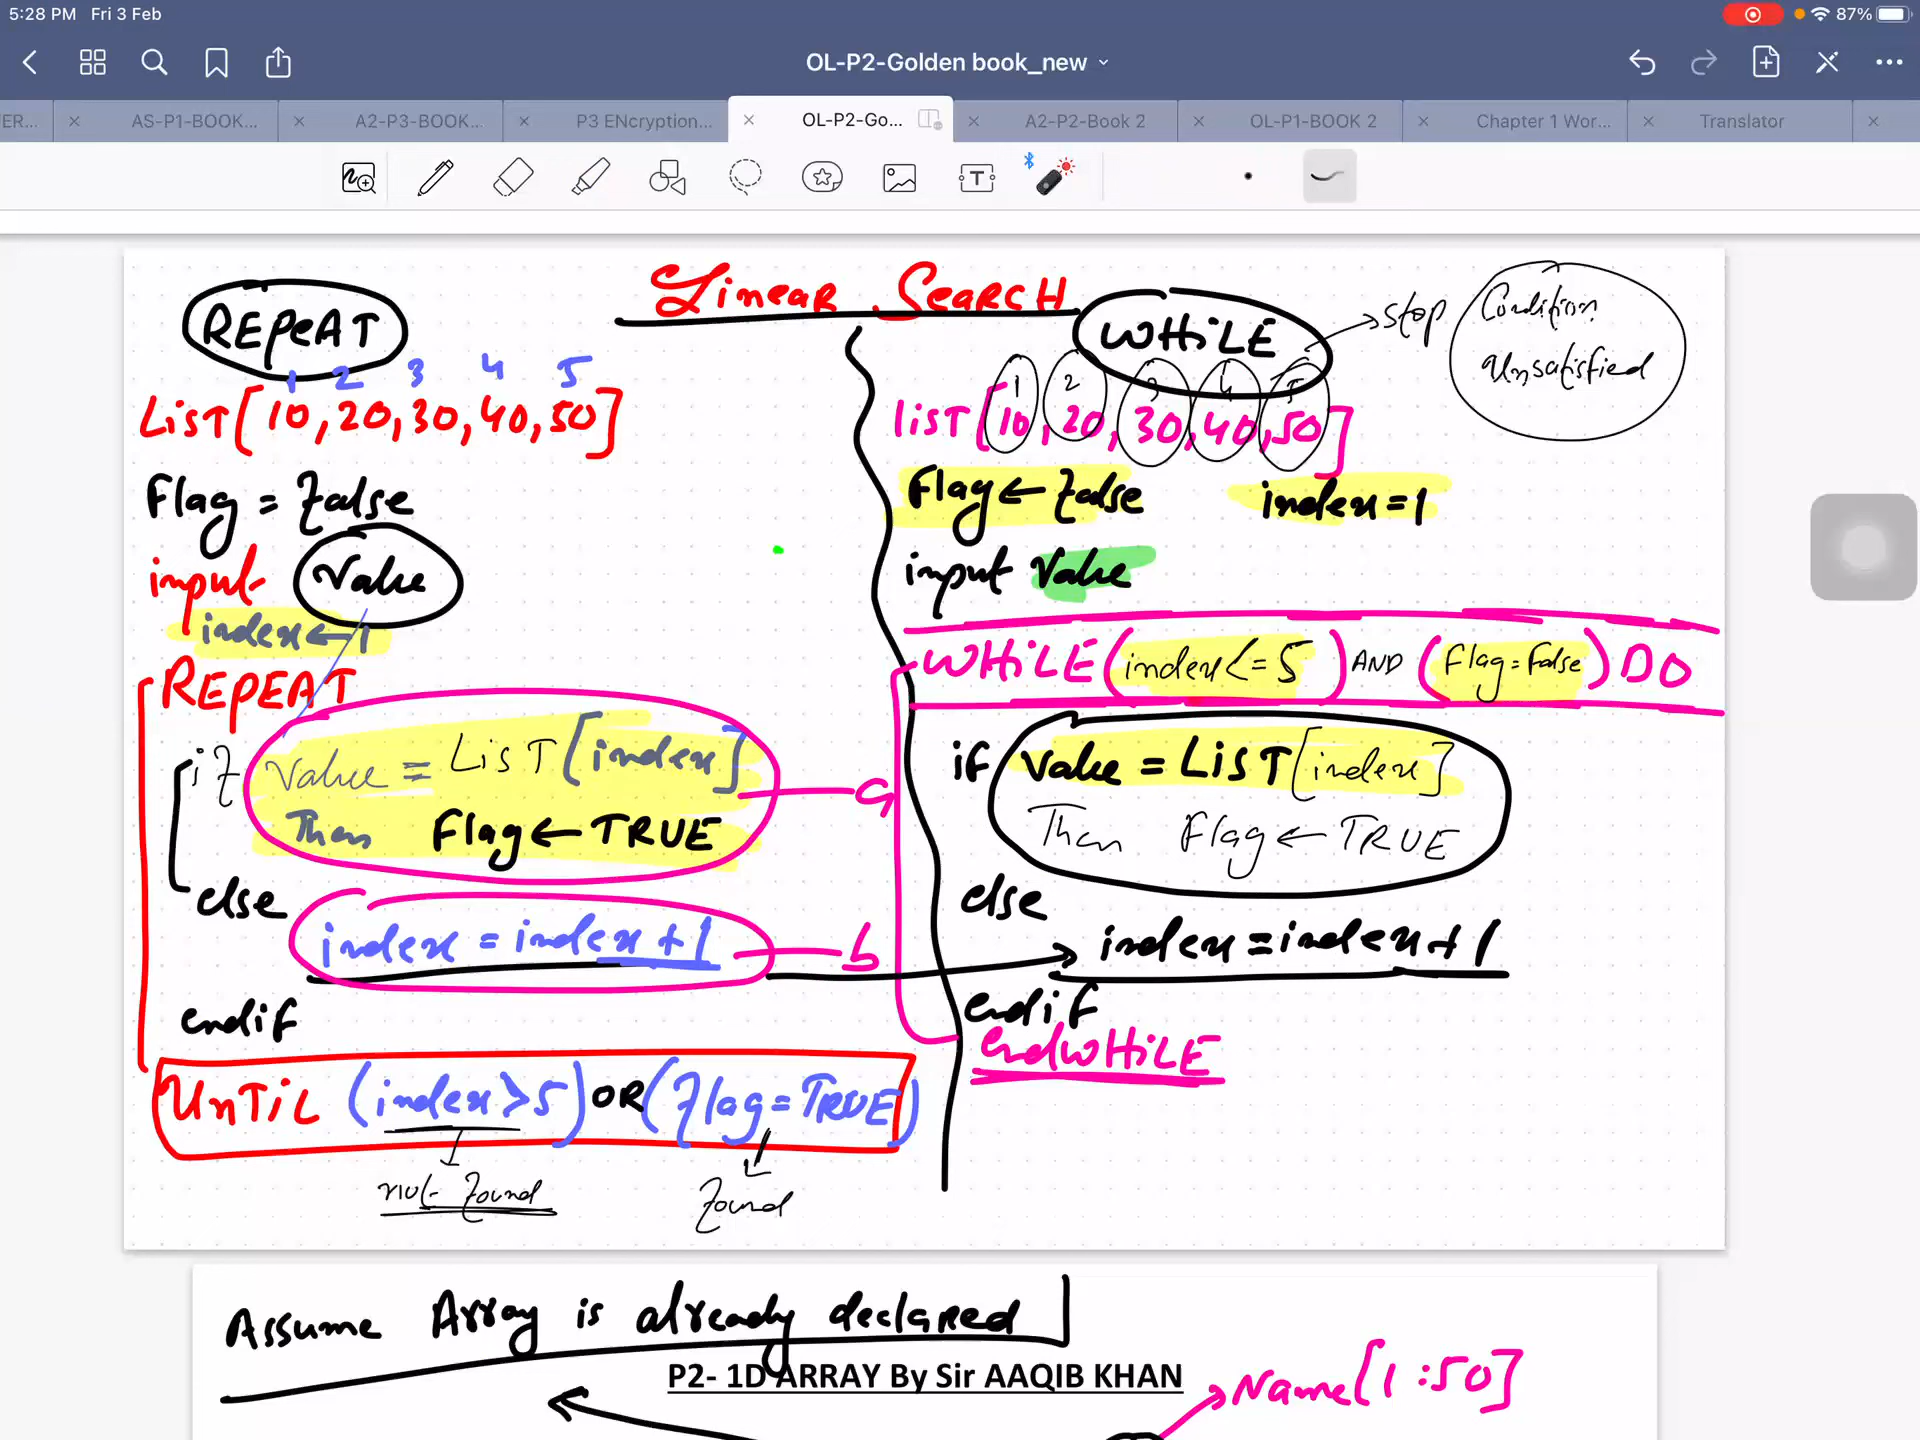 5:28 PM Fri 3 Feb
87%
OL-P2-Golden book_new
ER...
AS-P1-BOOK...
A2-P3-BOOK...
P3 ENcryption...
OL-P2-Go...
A2-P2-Book 2
OL-P1-BOOK 2
Chapter 1 Wor...
Translator
Linear Search
REPeAT
1 2 3 4 5
LisT[10,20,30,40,50]
Flag = False
input Value
index←1
REPEAT
if Value = LisT[index]
Then Flag←TRUE
a
else
index = index+1
b
endif
UnTiL (index>5) OR (Flag=TRUE)
not found
found
WHiLE
stop
Condition
Unsatisfied
1 2 3 4 5
lisT[10,20,30,40,50]
Flag← False index=1
input Value
WHiLE(index<=5) AND (Flag=False) DO
if Value = LisT[index]
Then Flag←TRUE
else
index=index+1
endif
endWHiLE
Assume Array is already declared
P2- 1D ARRAY By Sir AAQIB KHAN
Name[1:50]